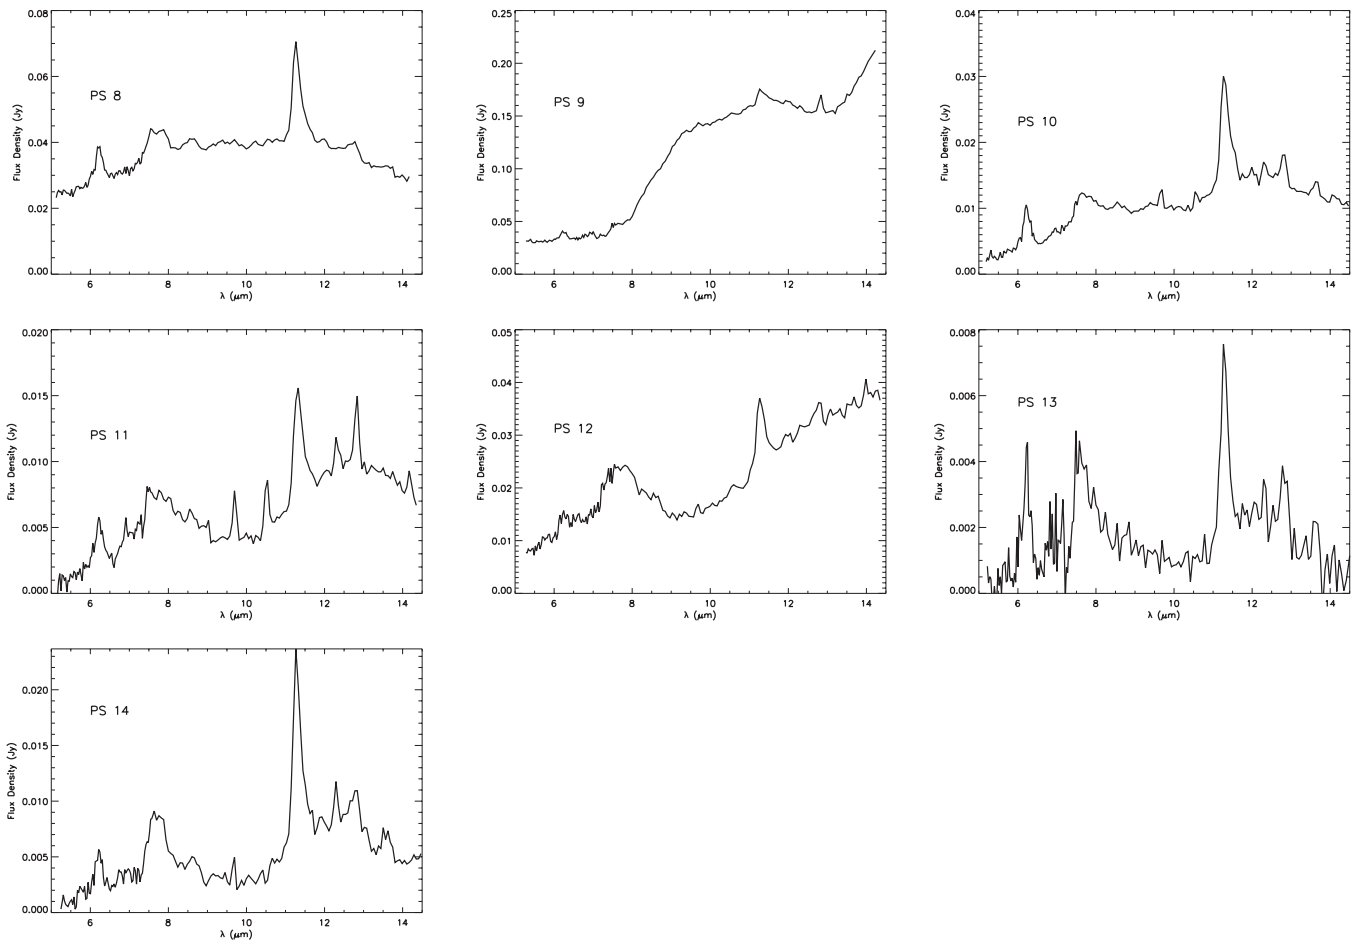 0.08
0.06
0.04
0.02
0.00
Flux Density (Jy)
PS 8
6 8 10 12 14
λ (μm)
0.25
0.20
0.15
0.10
0.05
0.00
Flux Density (Jy)
PS 9
6 8 10 12 14
λ (μm)
0.04
0.03
0.02
0.01
0.00
Flux Density (Jy)
PS 10
6 8 10 12 14
λ (μm)
0.020
0.015
0.010
0.005
0.000
Flux Density (Jy)
PS 11
6 8 10 12 14
λ (μm)
0.05
0.04
0.03
0.02
0.01
0.00
Flux Density (Jy)
PS 12
6 8 10 12 14
λ (μm)
0.008
0.006
0.004
0.002
0.000
Flux Density (Jy)
PS 13
6 8 10 12 14
λ (μm)
0.020
0.015
0.010
0.005
0.000
Flux Density (Jy)
PS 14
6 8 10 12 14
λ (μm)